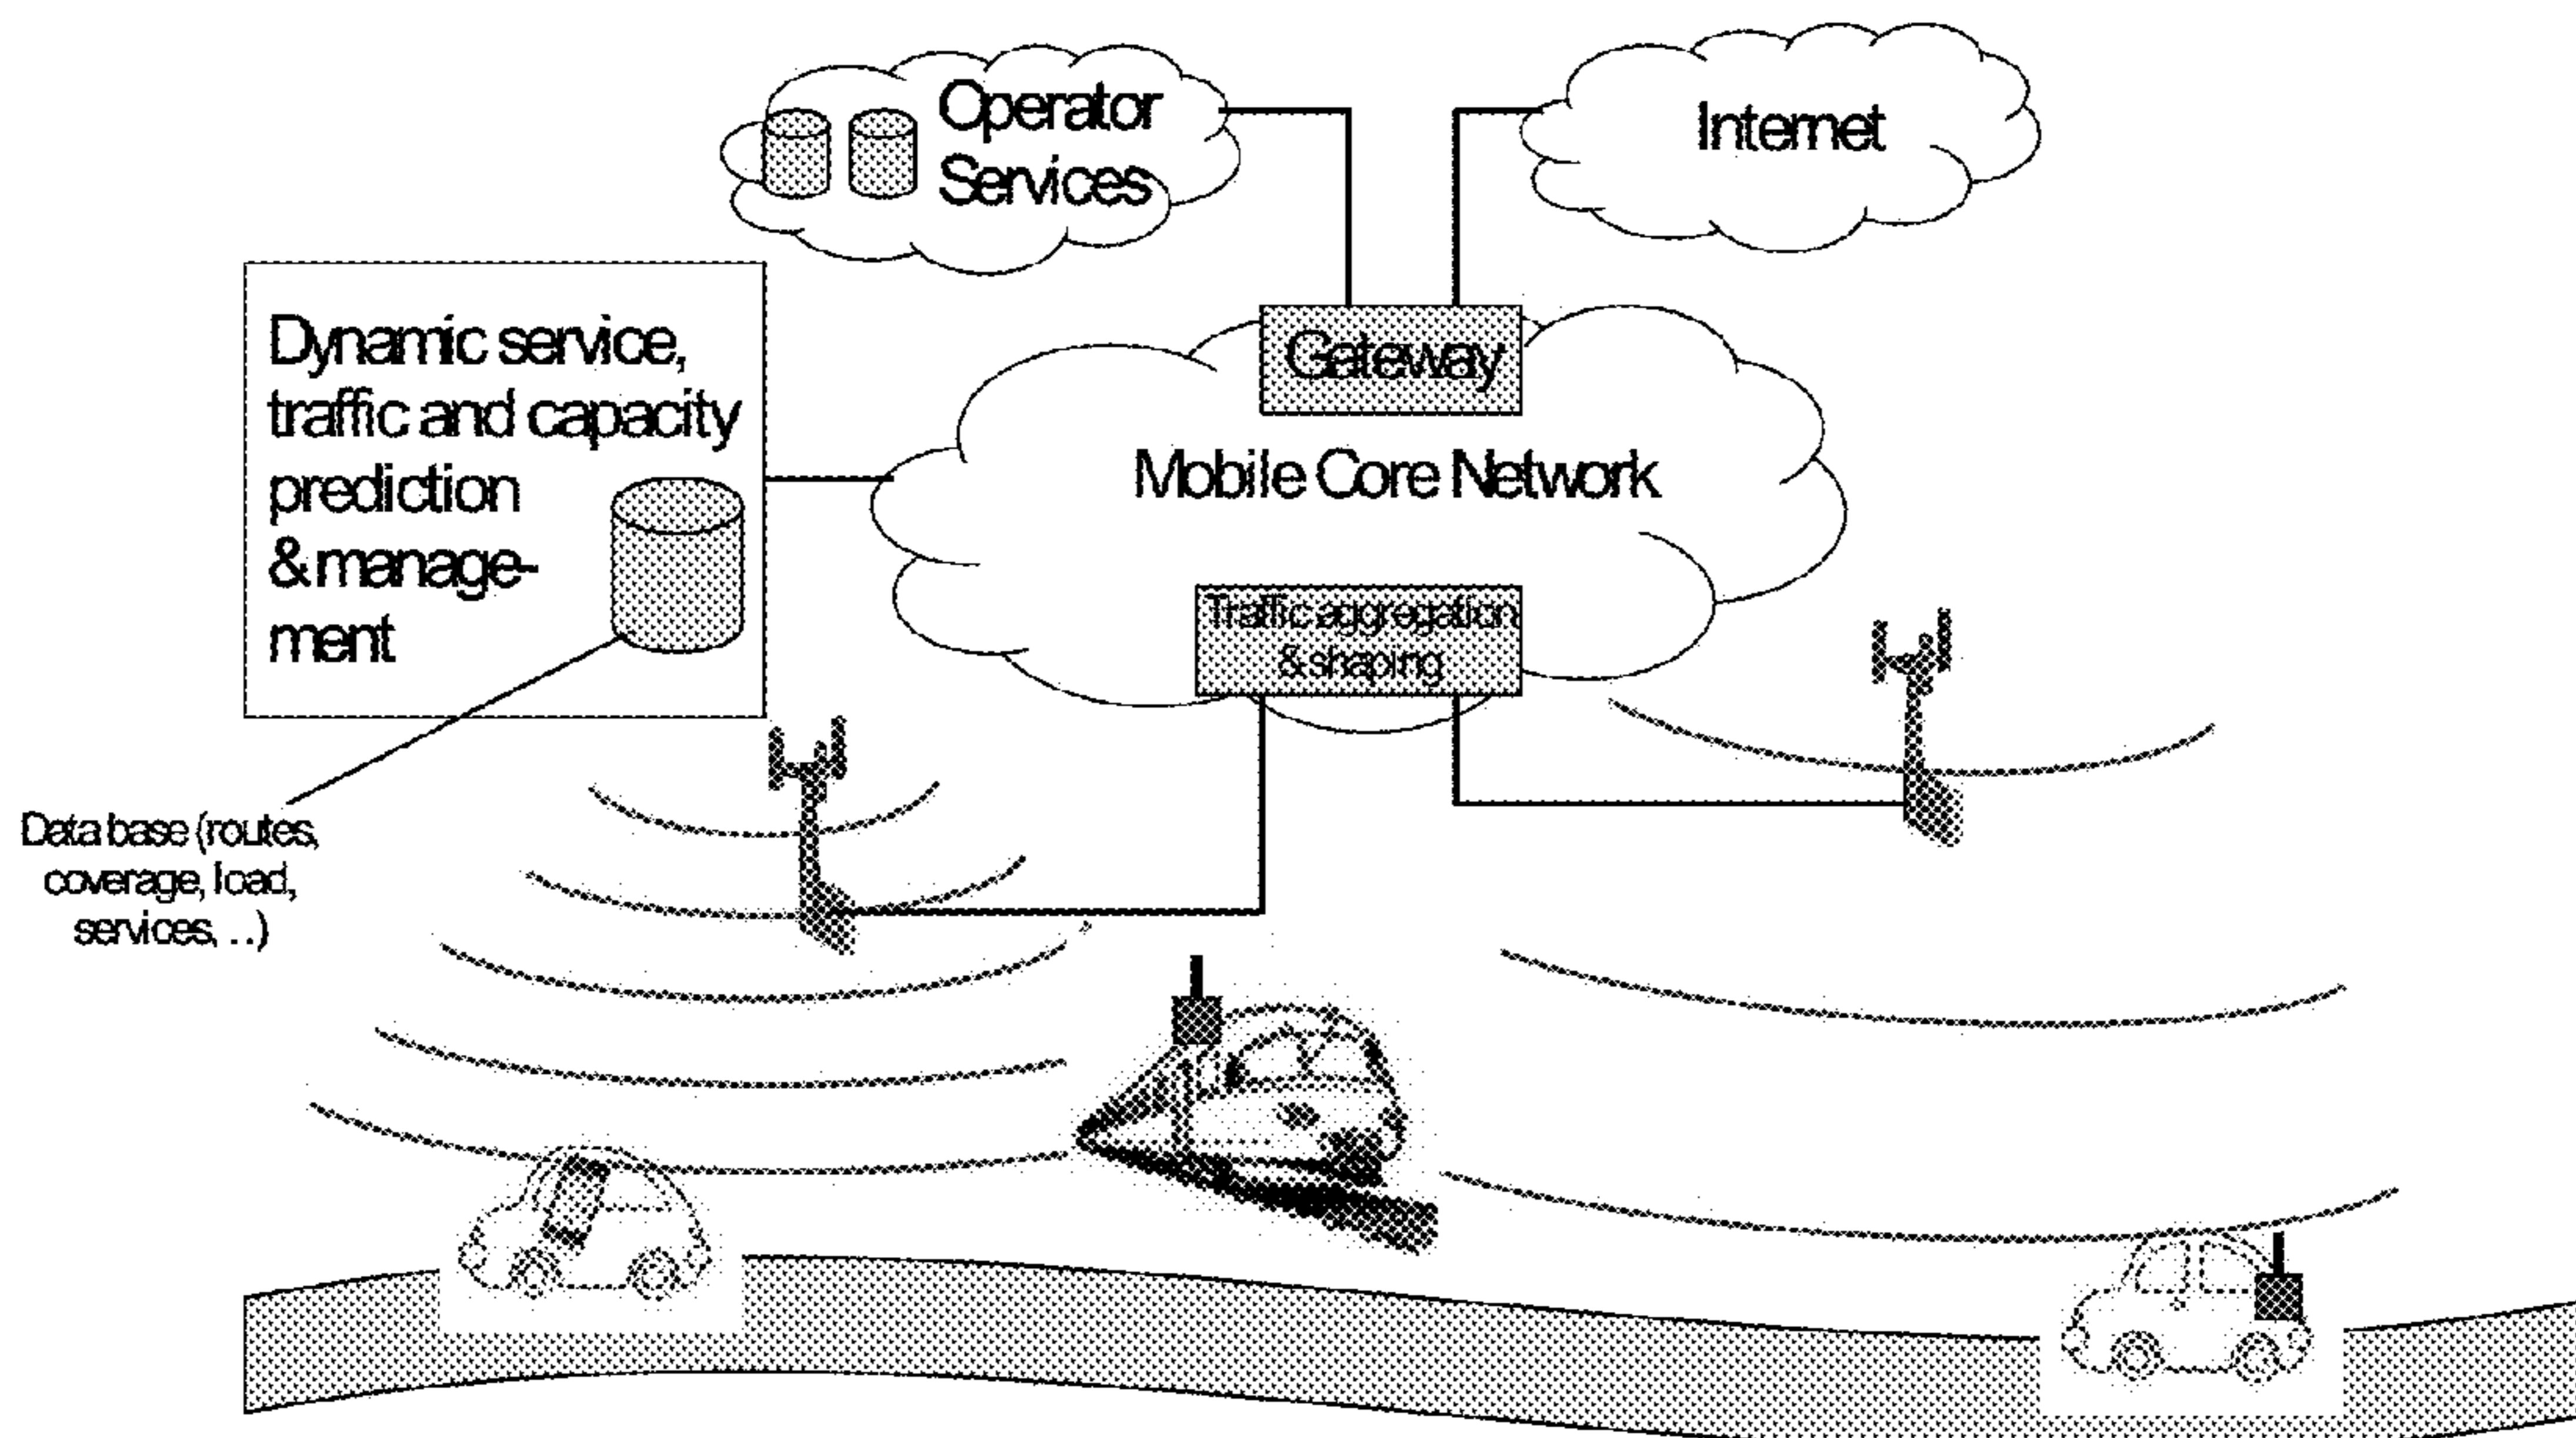 Operator
Services
Internet
Dynamic service,
traffic and capacity
prediction
& manage-
ment
Gateway
Mobile Core Network
Traffic aggregation
& shaping
Data base (routes,
coverage, load,
services, ...)